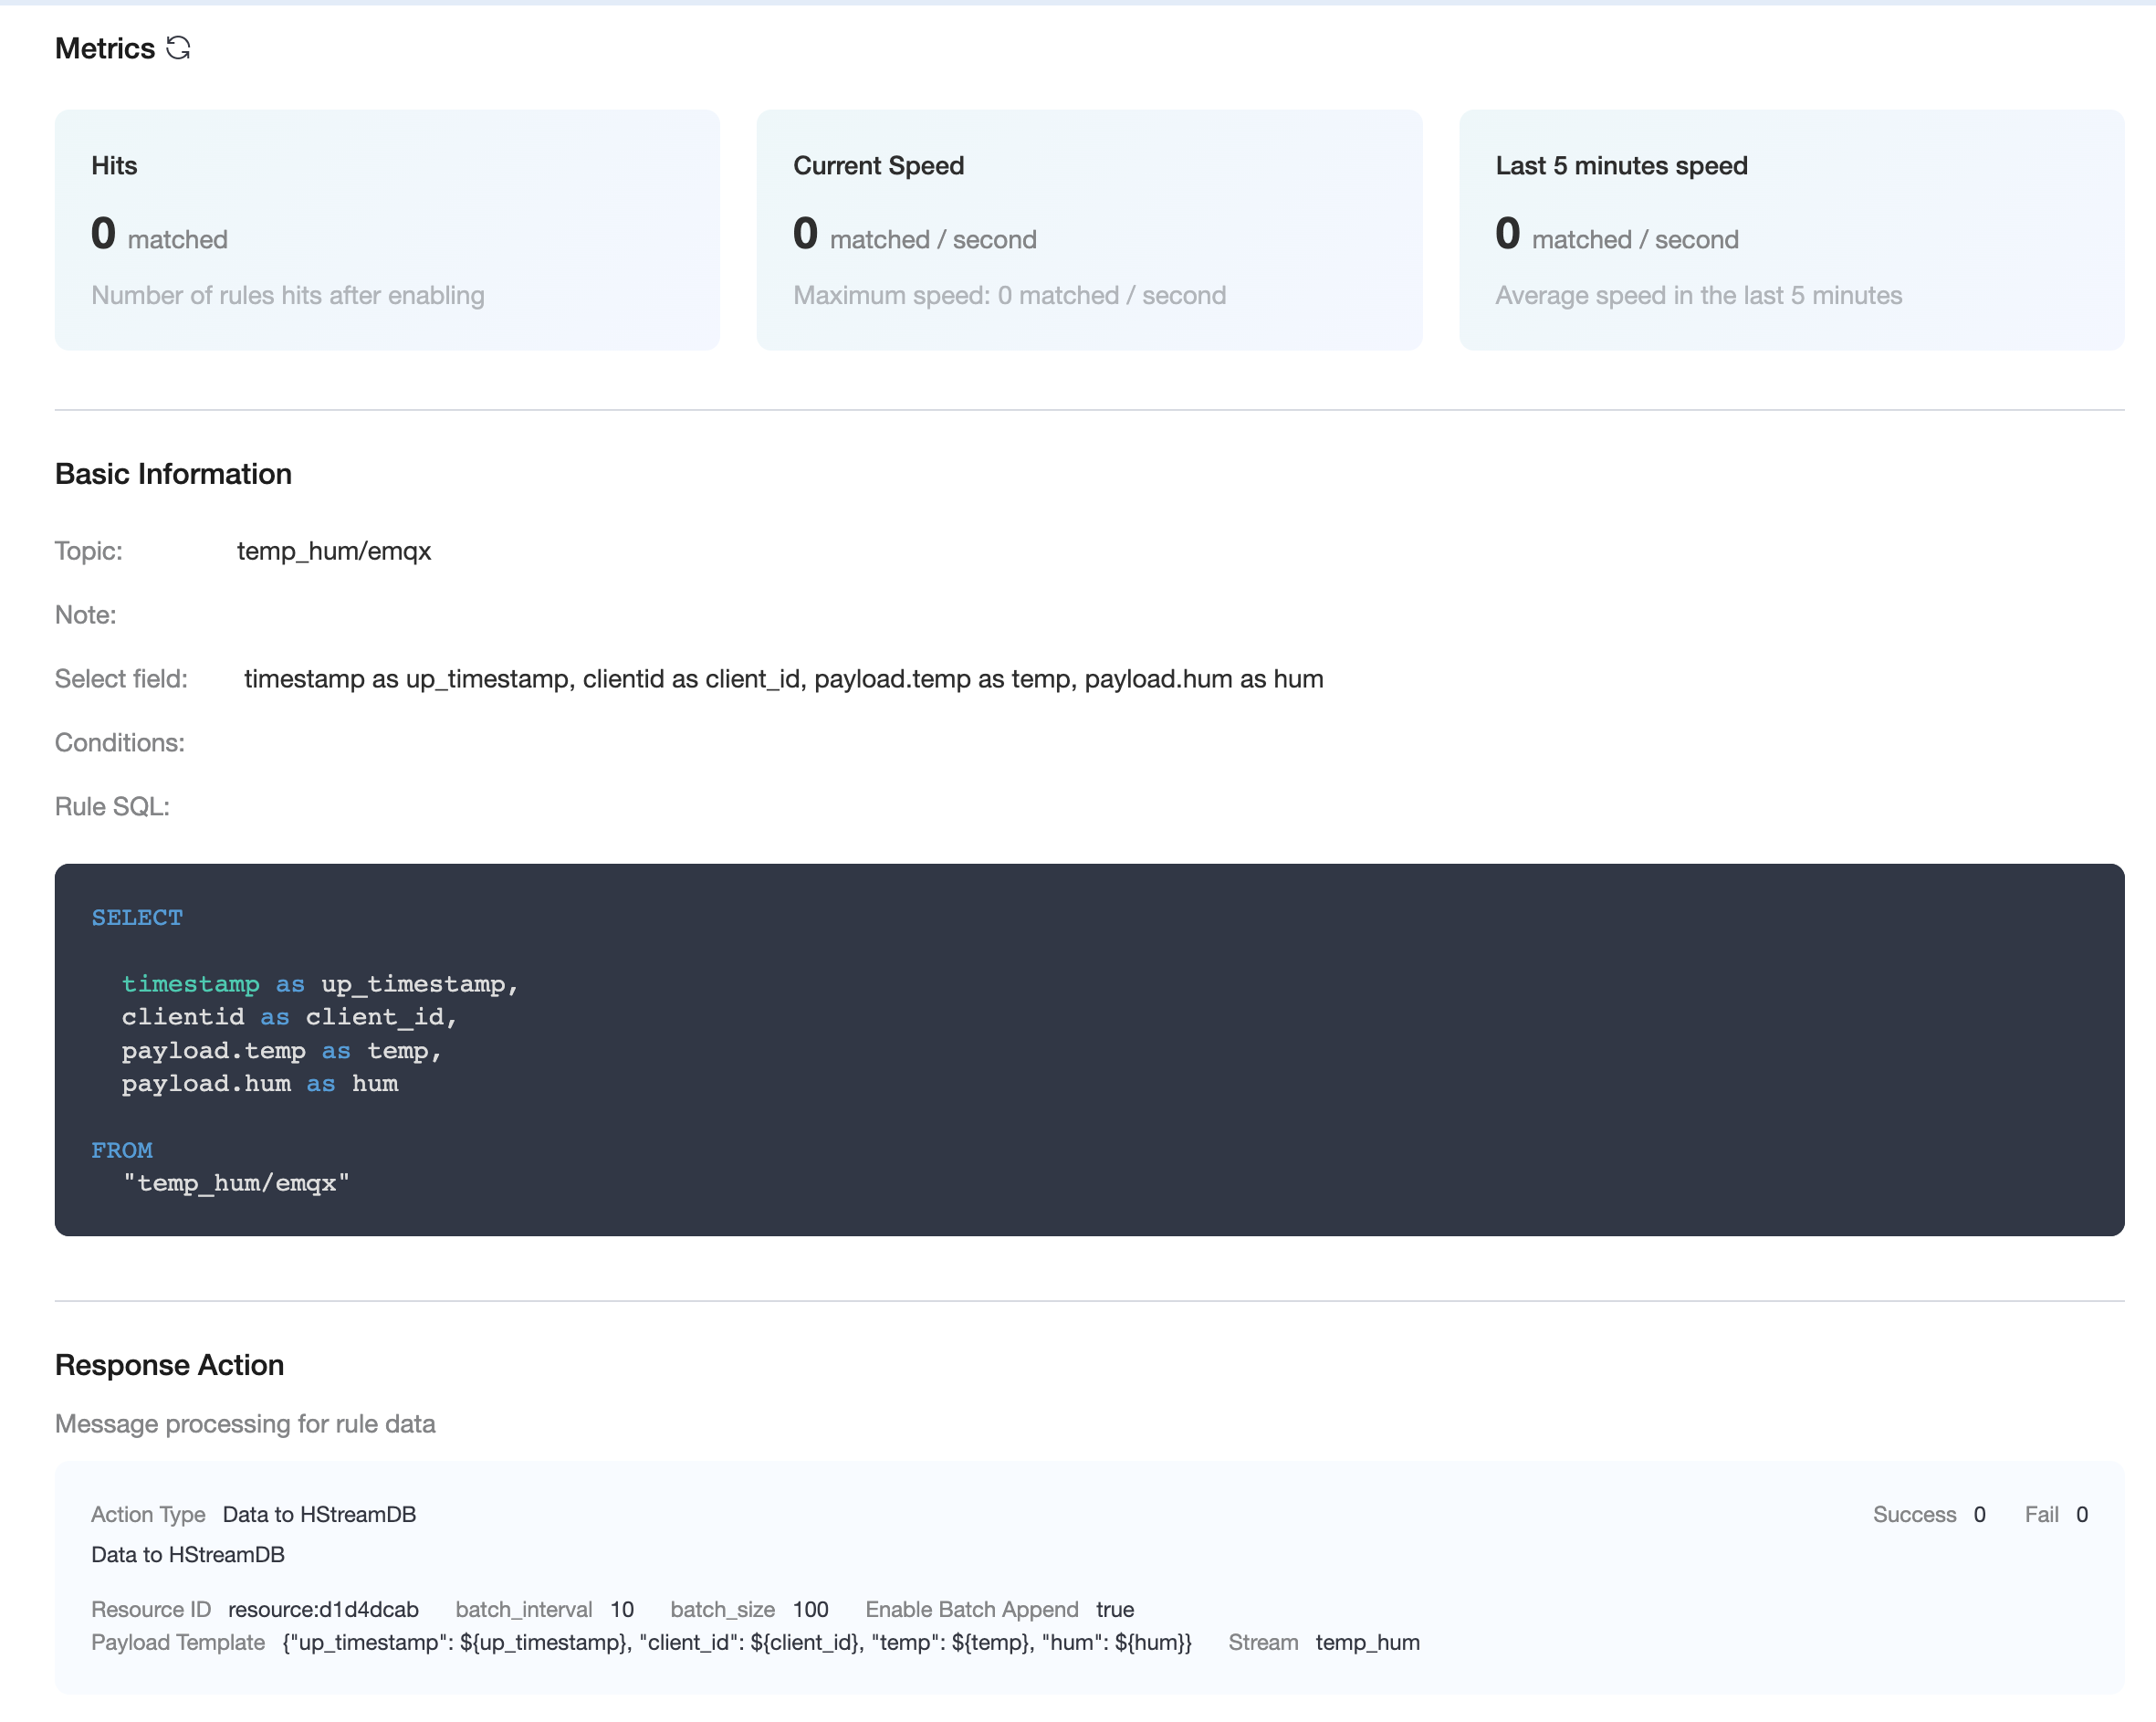 Metrics
Hits
0 matched
Number of rules hits after enabling
Current Speed
0 matched / second
Maximum speed: 0 matched / second
Last 5 minutes speed
0 matched / second
Average speed in the last 5 minutes
Basic Information
Topic: temp_hum/emqx
Note:
Select field: timestamp as up_timestamp, clientid as client_id, payload.temp as temp, payload.hum as hum
Conditions:
Rule SQL:
SELECT
timestamp as up_timestamp,
clientid as client_id,
payload.temp as temp,
payload.hum as hum
FROM
"temp_hum/emqx"
Response Action
Message processing for rule data
Action Type Data to HStreamDB Success 0 Fail 0
Data to HStreamDB
Resource ID resource:d1d4dcab batch_interval 10 batch_size 100 Enable Batch Append true
Payload Template {"up_timestamp": ${up_timestamp}, "client_id": ${client_id}, "temp": ${temp}, "hum": ${hum}} Stream temp_hum